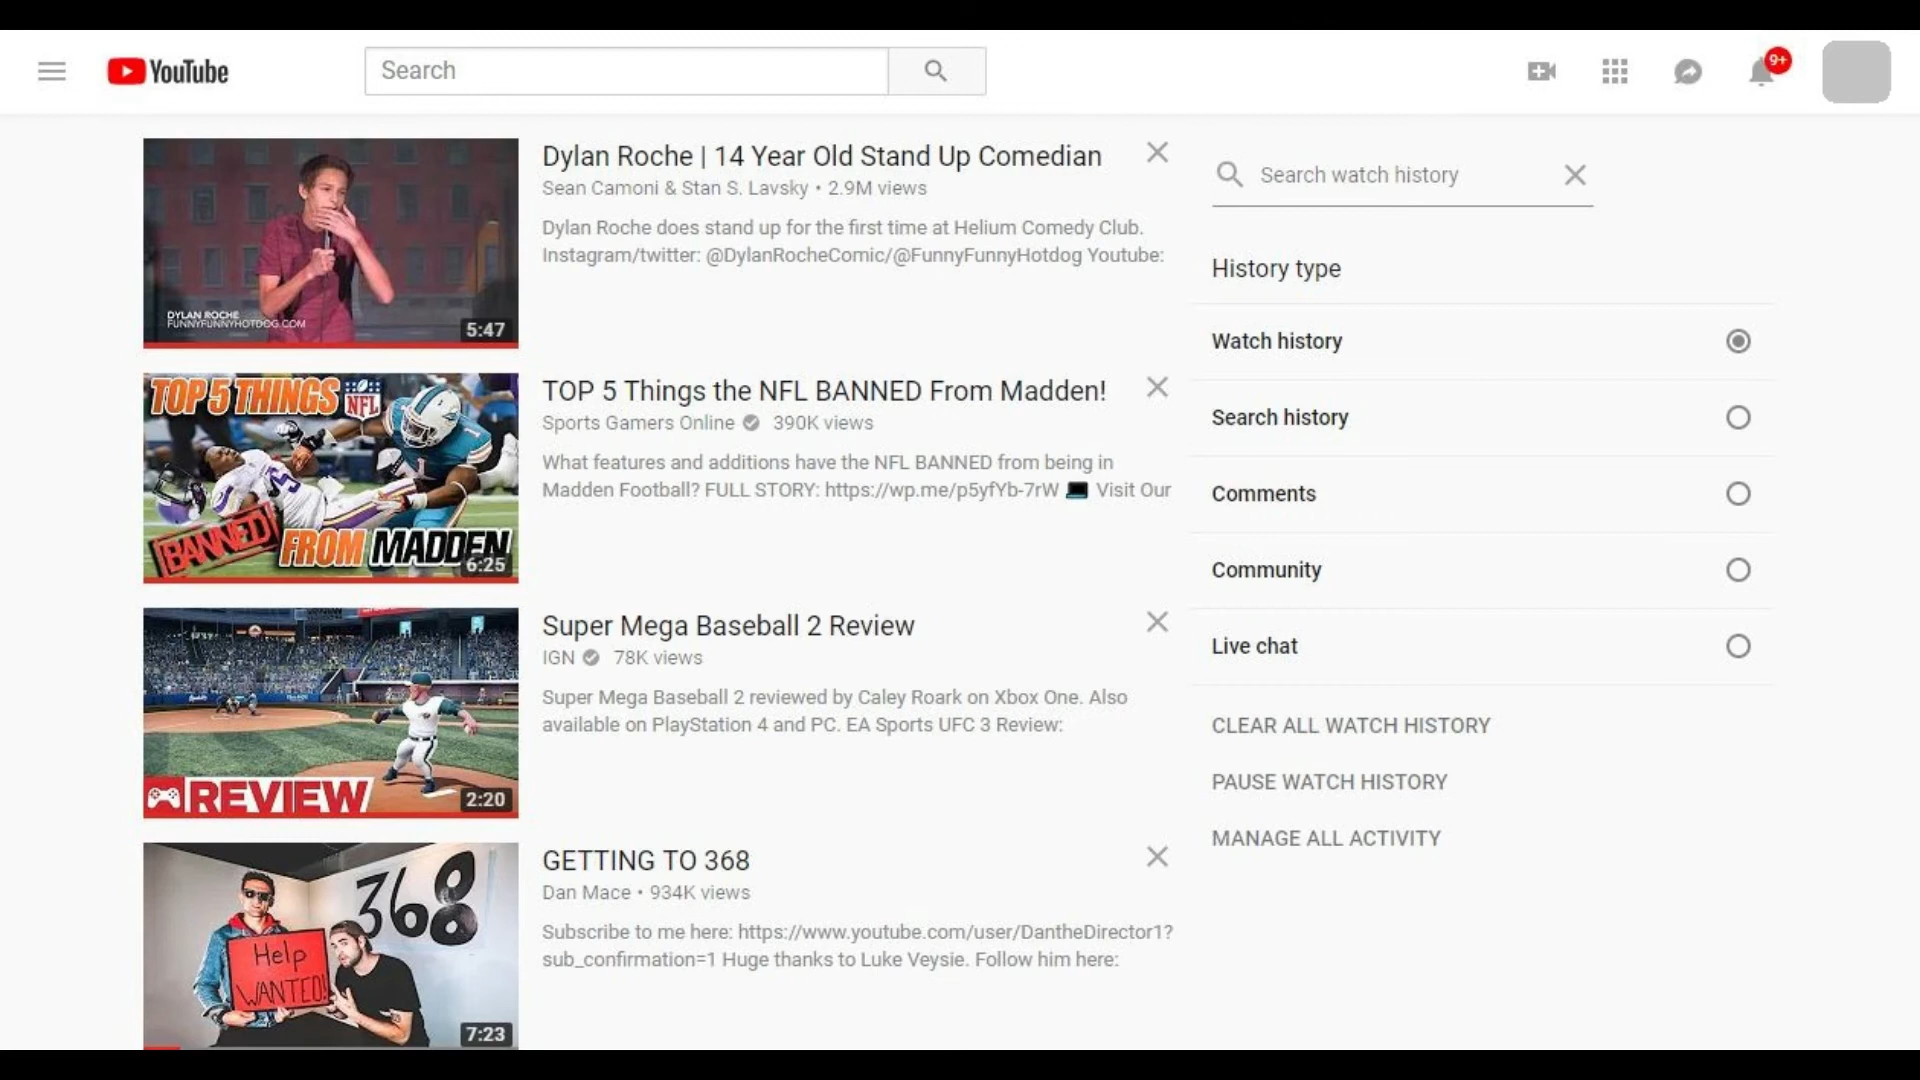 YouTube
Search
9+
DYLAN ROCHE
FUNNYFUNNYHOTDOG.COM
5:47
Dylan Roche | 14 Year Old Stand Up Comedian
Sean Camoni & Stan S. Lavsky • 2.9M views
Dylan Roche does stand up for the first time at Helium Comedy Club.
Instagram/twitter: @DylanRocheComic/@FunnyFunnyHotdog Youtube:
TOP 5 THINGS NFL
BANNED FROM MADDEN
6:25
TOP 5 Things the NFL BANNED From Madden!
Sports Gamers Online 390K views
What features and additions have the NFL BANNED from being in
Madden Football? FULL STORY: https://wp.me/p5yfYb-7rW 💻 Visit Our
REVIEW
2:20
Super Mega Baseball 2 Review
IGN 78K views
Super Mega Baseball 2 reviewed by Caley Roark on Xbox One. Also
available on PlayStation 4 and PC. EA Sports UFC 3 Review:
368
Help
WANTED!
7:23
GETTING TO 368
Dan Mace • 934K views
Subscribe to me here: https://www.youtube.com/user/DantheDirector1?
sub_confirmation=1 Huge thanks to Luke Veysie. Follow him here:
Search watch history
History type
Watch history
Search history
Comments
Community
Live chat
CLEAR ALL WATCH HISTORY
PAUSE WATCH HISTORY
MANAGE ALL ACTIVITY